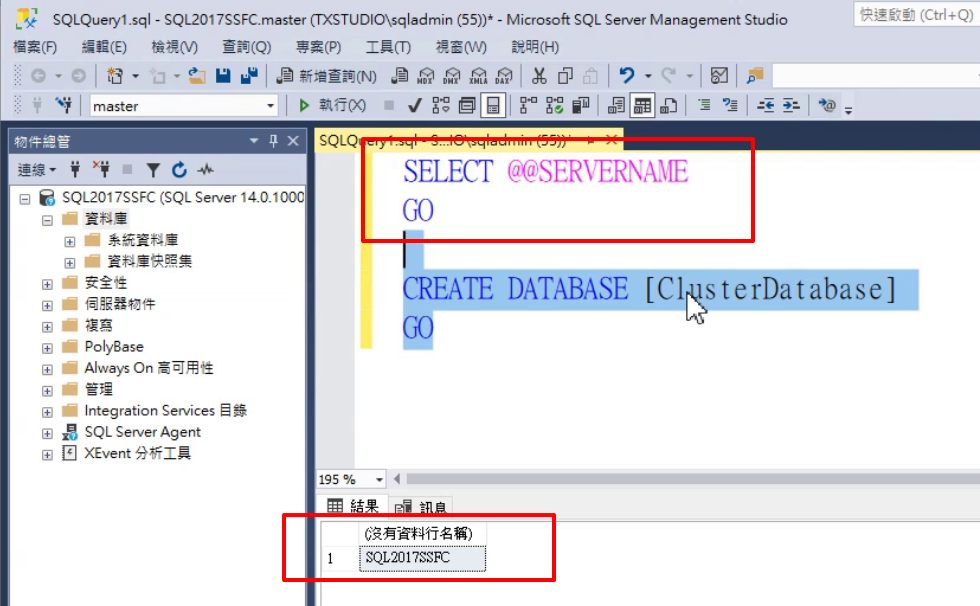 SQLQuery1.sql - SQL2017SSFC.master (TXSTUDIO\sqladmin (55))* - Microsoft SQL Server Management Studio
快速啟動 (Ctrl+Q)
檔案(F) 編輯(E) 檢視(V) 查詢(Q) 專案(P) 工具(T) 視窗(W) 說明(H)
新增查詢(N) MDX DMX XMLA DAX
master 執行(X)
物件總管
SQLQuery1.sql - S...IO\sqladmin (55))*
連線
SQL2017SSFC (SQL Server 14.0.1000
資料庫
系統資料庫
資料庫快照集
安全性
伺服器物件
複寫
PolyBase
Always On 高可用性
管理
Integration Services 目錄
SQL Server Agent
XEvent 分析工具
SELECT @@SERVERNAME
GO
CREATE DATABASE [ClusterDatabase]
GO
195 %
結果 訊息
(沒有資料行名稱)
1 SQL2017SSFC